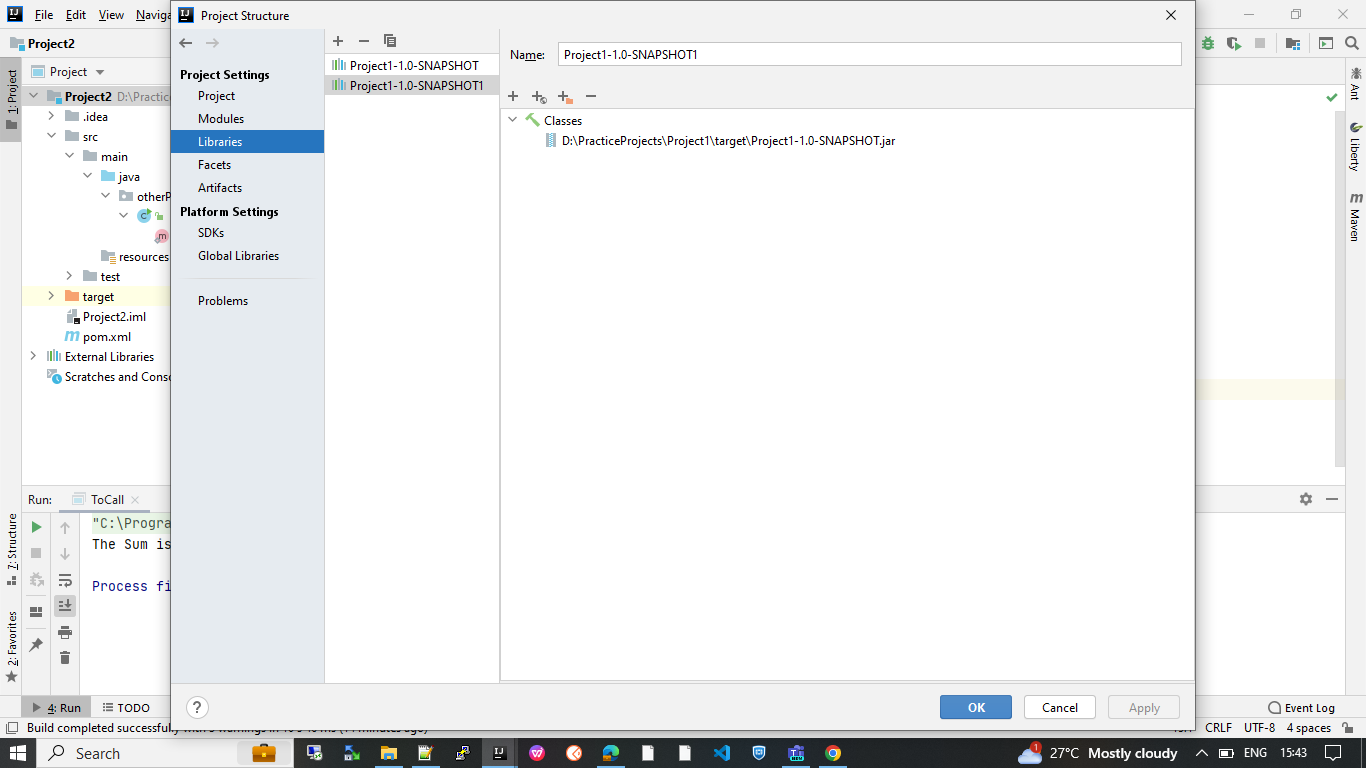 File Edit View Naviga
Project Structure
Project2
Project
Project2 D:\Practice
.idea
src
main
java
otherP
resources
test
target
Project2.iml
pom.xml
External Libraries
Scratches and Conso
1: Project
7: Structure
2: Favorites
Project Settings
Project
Modules
Libraries
Facets
Artifacts
Platform Settings
SDKs
Global Libraries
Problems
Project1-1.0-SNAPSHOT
Project1-1.0-SNAPSHOT1
Name: Project1-1.0-SNAPSHOT1
Classes
D:\PracticeProjects\Project1\target\Project1-1.0-SNAPSHOT.jar
Ant
Liberty
Maven
Run: ToCall
"C:\Progra
The Sum is
Process fi
? OK Cancel Apply
4: Run TODO Event Log
Build completed successfully with CRLF UTF-8 4 spaces
Search 27°C Mostly cloudy ENG 15:43